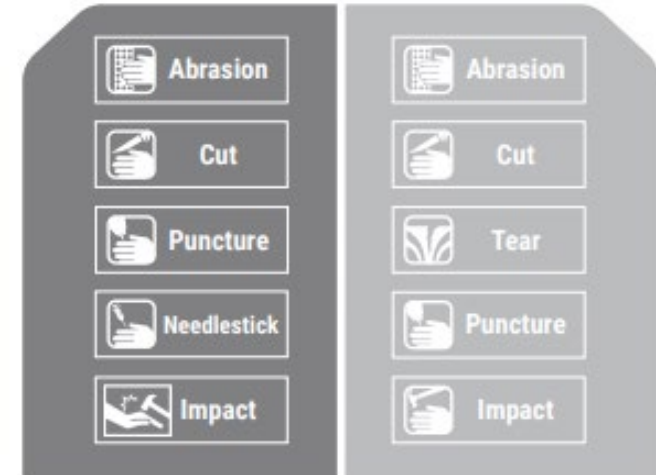 Abrasion
Cut
Puncture
Needlestick
Impact
Abrasion
Cut
Tear
Puncture
Impact